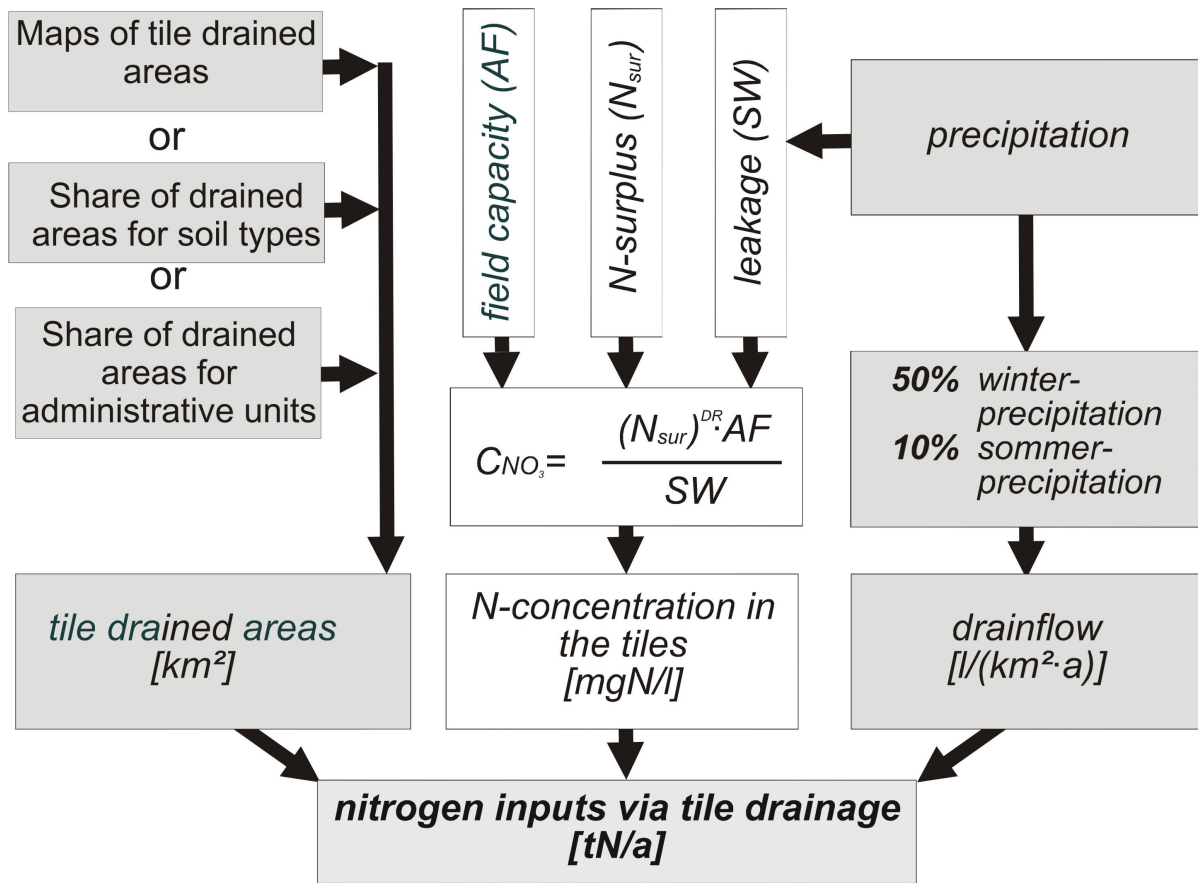 Maps of tile drained
areas
or
Share of drained
areas for soil types
or
Share of drained
areas for
administrative units
field capacity (AF)
N-surplus (Nsur)
leakage (SW)
precipitation
CNO₃= (Nsur)^DR·AF
SW
50% winter-
precipitation
10% sommer-
precipitation
tile drained areas
[km²]
N-concentration in
the tiles
[mgN/l]
drainflow
[l/(km²·a)]
nitrogen inputs via tile drainage
[tN/a]